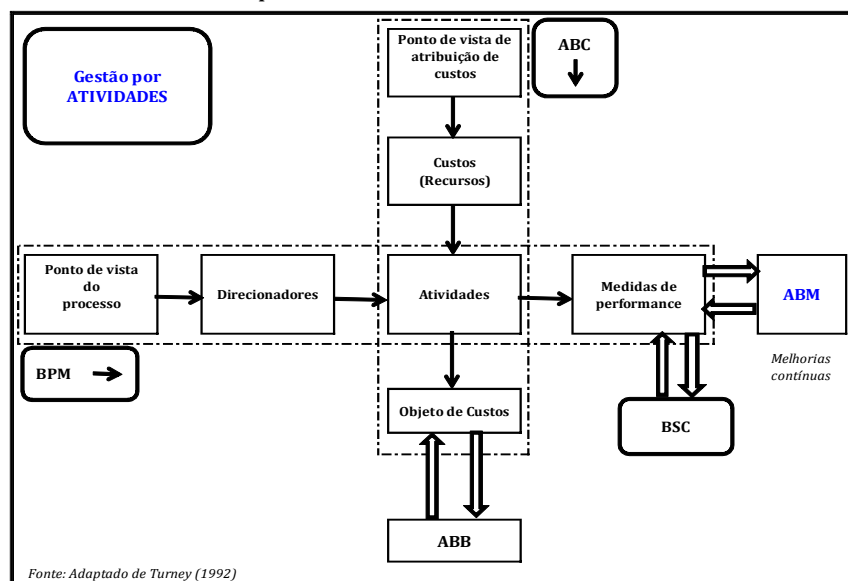 Gestão por
ATIVIDADES
Ponto de vista de
atribuição de
custos
ABC
Custos
(Recursos)
Ponto de vista
do
processo
Direcionadores
Atividades
Medidas de
performance
ABM
Melhorias
contínuas
BPM
Objeto de Custos
BSC
ABB
Fonte: Adaptado de Turney (1992)